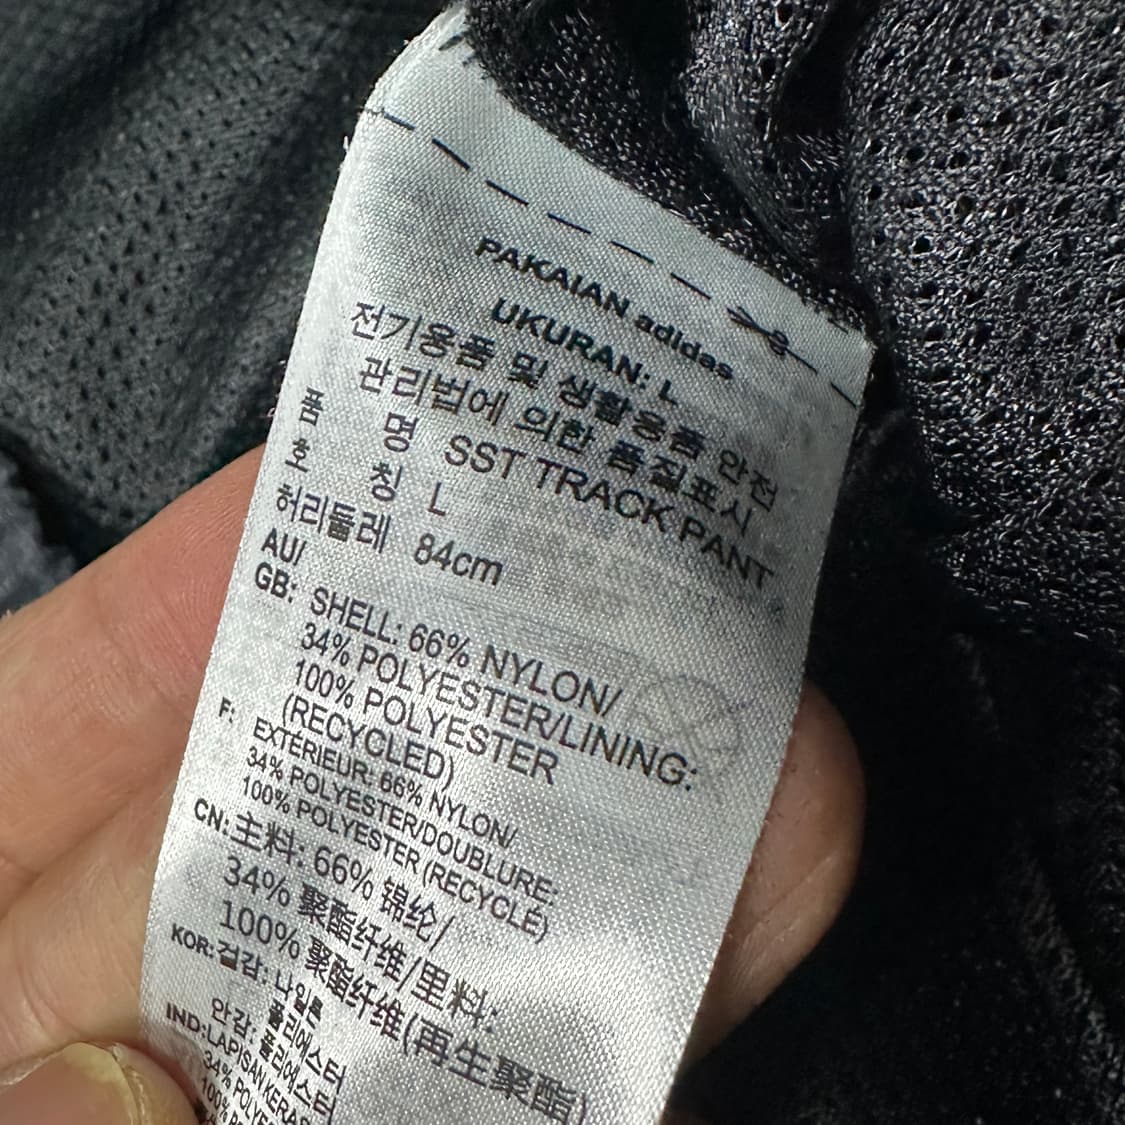 PAKAIAN adidas
UKURAN: L
전기용품 및 생활용품 안전
관리법에 의한 품질표시
품 명 SST TRACK PANT
호 칭 L
허리둘레 84cm
AU/
GB: SHELL: 66% NYLON/
34% POLYESTER/LINING:
100% POLYESTER
(RECYCLED)
F: EXTÉRIEUR: 66% NYLON/
34% POLYESTER/DOUBLURE:
100% POLYESTER (RECYCLÉ)
CN: 主料: 66% 锦纶/
34% 聚酯纤维/里料:
100% 聚酯纤维(再生聚酯)
KOR: 겉감: 나일론
폴리에스터
안감: 폴리에스터
IND: LAPISAN KERAS
34%
100%